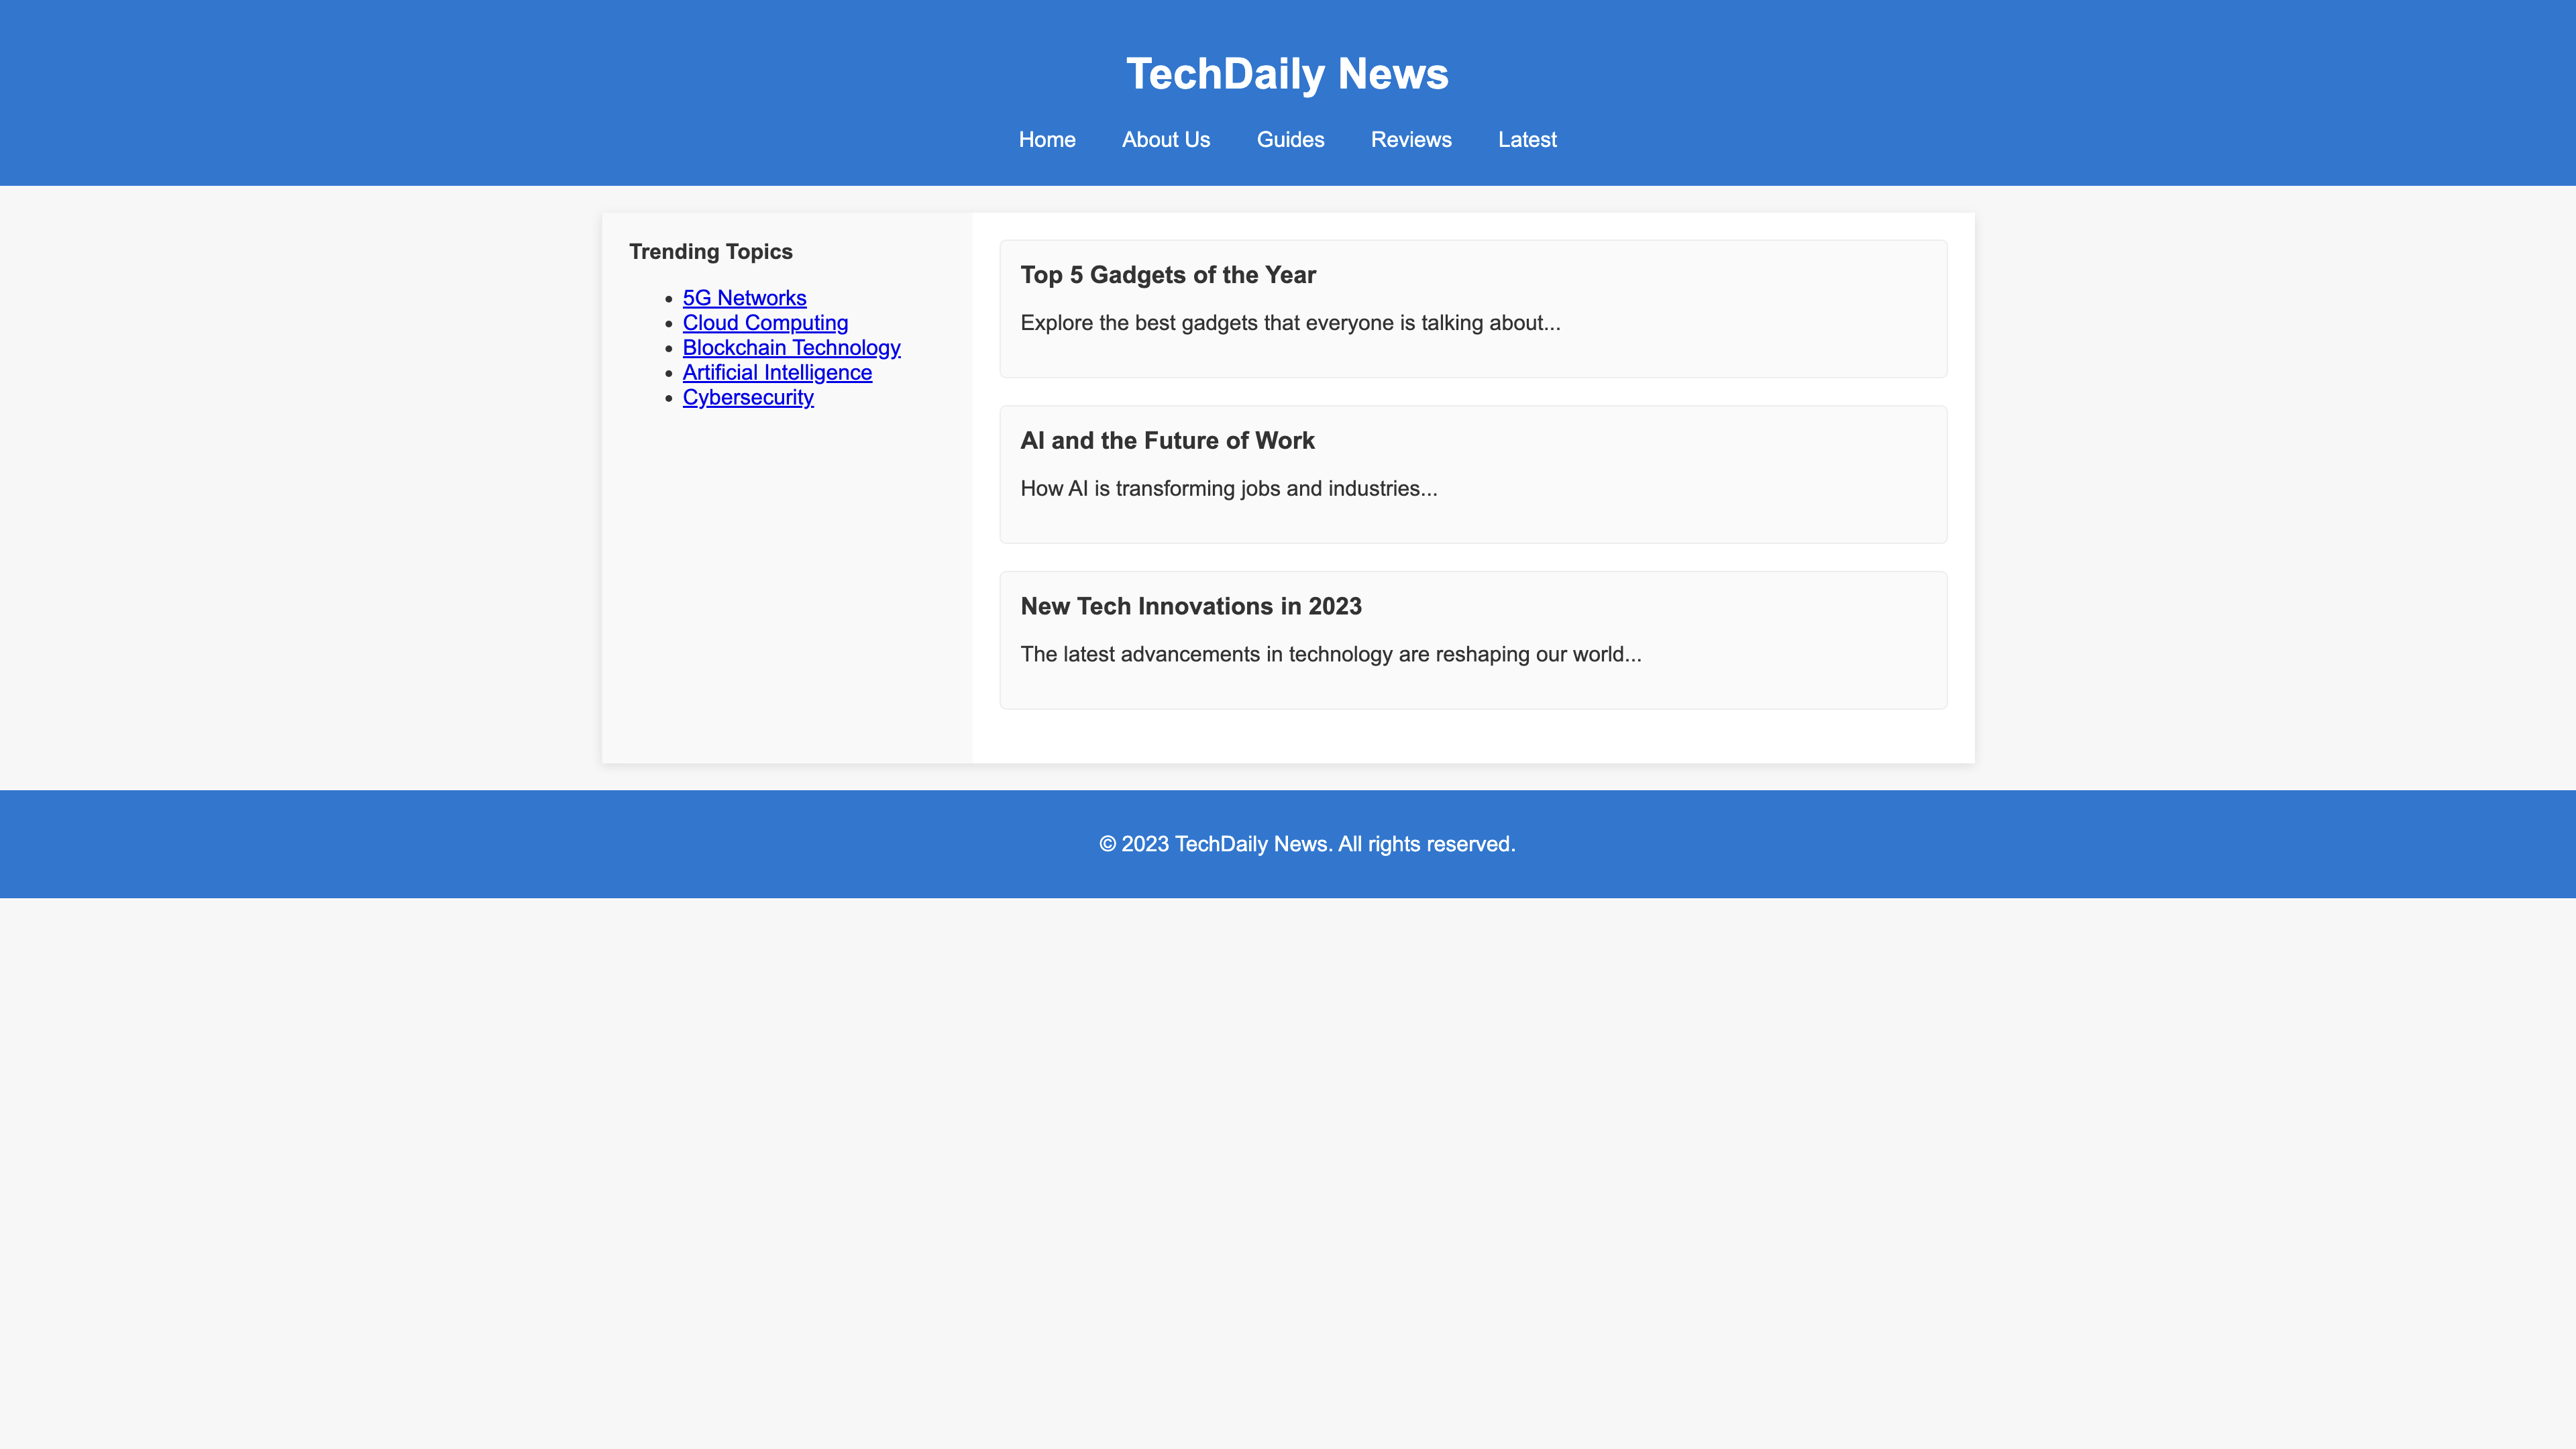 TechDaily News
Home About Us Guides Reviews Latest
Trending Topics
5G Networks
Cloud Computing
Blockchain Technology
Artificial Intelligence
Cybersecurity
Top 5 Gadgets of the Year
Explore the best gadgets that everyone is talking about...
AI and the Future of Work
How AI is transforming jobs and industries...
New Tech Innovations in 2023
The latest advancements in technology are reshaping our world...
© 2023 TechDaily News. All rights reserved.